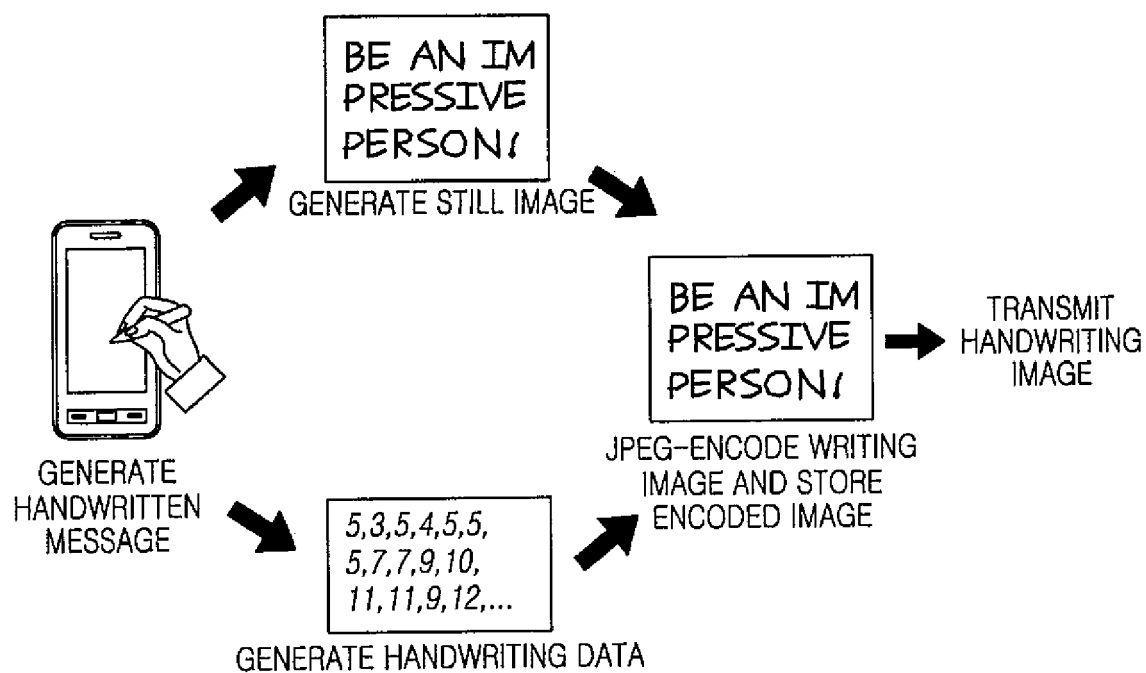 BE AN IM
PRESSIVE
PERSON!
GENERATE STILL IMAGE
GENERATE
HANDWRITTEN
MESSAGE
5,3,5,4,5,5,
5,7,7,9,10,
11,11,9,12,...
GENERATE HANDWRITING DATA
BE AN IM
PRESSIVE
PERSON!
JPEG-ENCODE WRITING
IMAGE AND STORE
ENCODED IMAGE
TRANSMIT
HANDWRITING
IMAGE